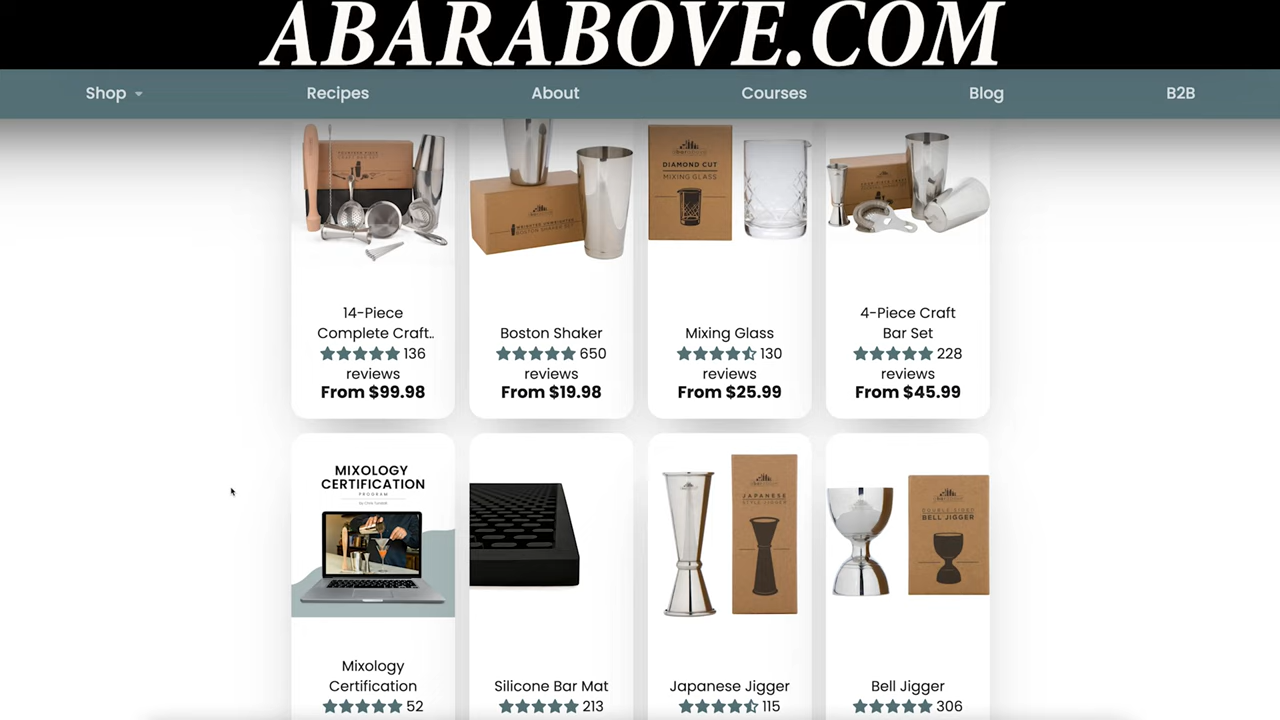 ABARABOVE.COM
Shop
Recipes
About
Courses
Blog
B2B
DIAMOND CUT
MIXING GLASS
14-Piece
Complete Craft..
136
reviews
From $99.98
Boston Shaker
650
reviews
From $19.98
Mixing Glass
130
reviews
From $25.99
4-Piece Craft
Bar Set
228
reviews
From $45.99
MIXOLOGY
CERTIFICATION
PROGRAM
JAPANESE
STYLE JIGGER
BELL JIGGER
Mixology
Certification
52
Silicone Bar Mat
213
Japanese Jigger
115
Bell Jigger
306